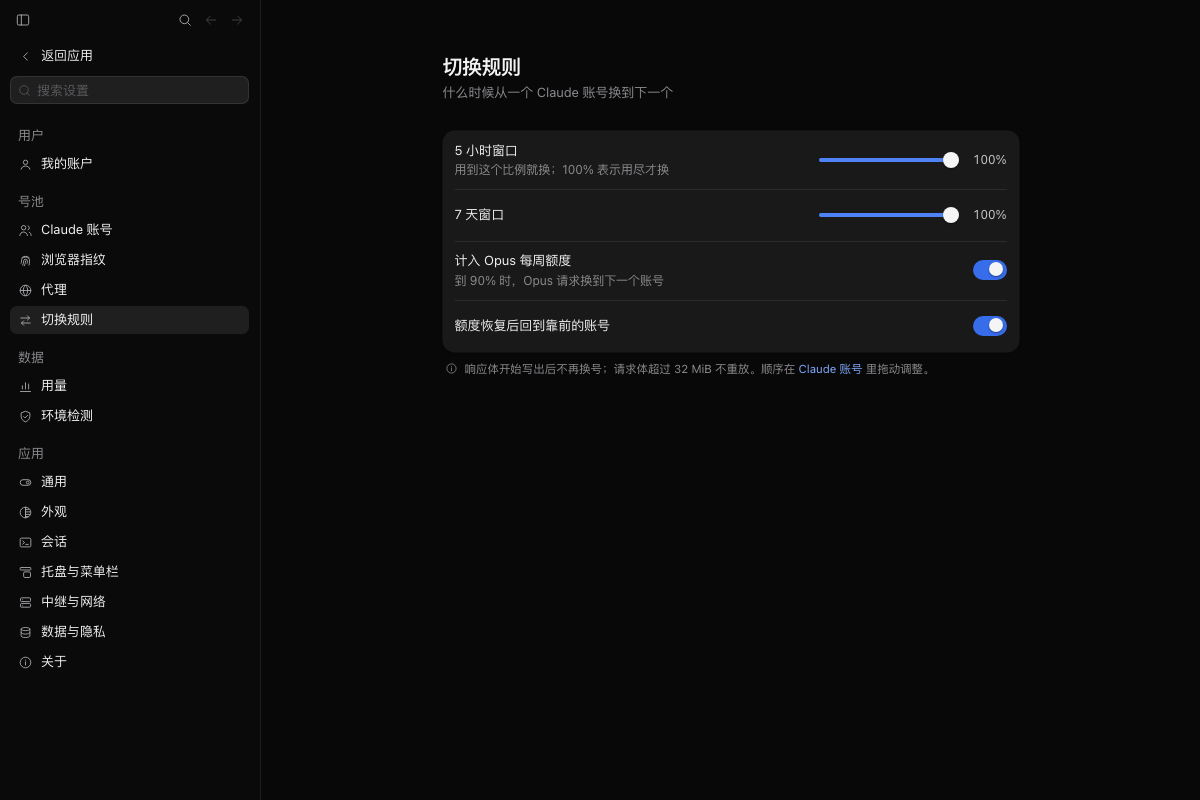 返回应用
搜索设置
用户
我的账户
号池
Claude 账号
浏览器指纹
代理
切换规则
数据
用量
环境检测
应用
通用
外观
会话
托盘与菜单栏
中继与网络
数据与隐私
关于
切换规则
什么时候从一个 Claude 账号换到下一个
5 小时窗口
用到这个比例就换；100% 表示用尽才换
100%
7 天窗口
100%
计入 Opus 每周额度
到 90% 时，Opus 请求换到下一个账号
额度恢复后回到靠前的账号
响应体开始写出后不再换号；请求体超过 32 MiB 不重放。顺序在 Claude 账号 里拖动调整。